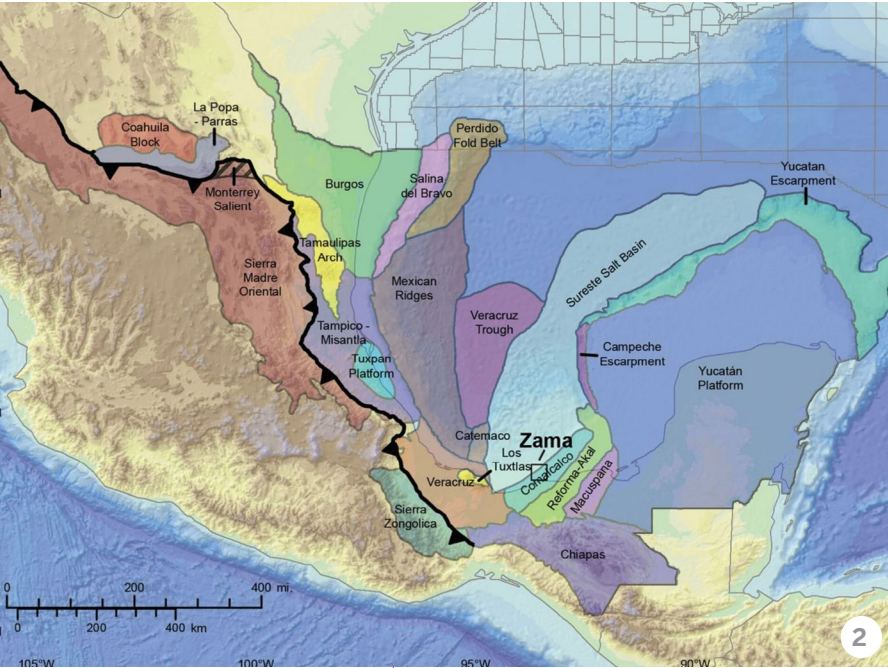 La Popa
- Parras
Coahuila
Block
Perdido
Fold Belt
Monterrey
Salient
Burgos
Salina
del Bravo
Yucatan
Escarpment
Tamaulipas
Arch
Sierra
Madre
Oriental
Sureste Salt Basin
Mexican
Ridges
Veracruz
Trough
Tampico -
Misantla
Tuxpan
Platform
Campeche
Escarpment
Yucatán
Platform
Catemaco
Zama
Los
Tuxtlas
Comalcalco
Reforma-Akal
Macuspana
Veracruz
Sierra
Zongolica
Chiapas
0 200 400 mi.
0 200 400 km
2
105°W 100°W 95°W 90°W